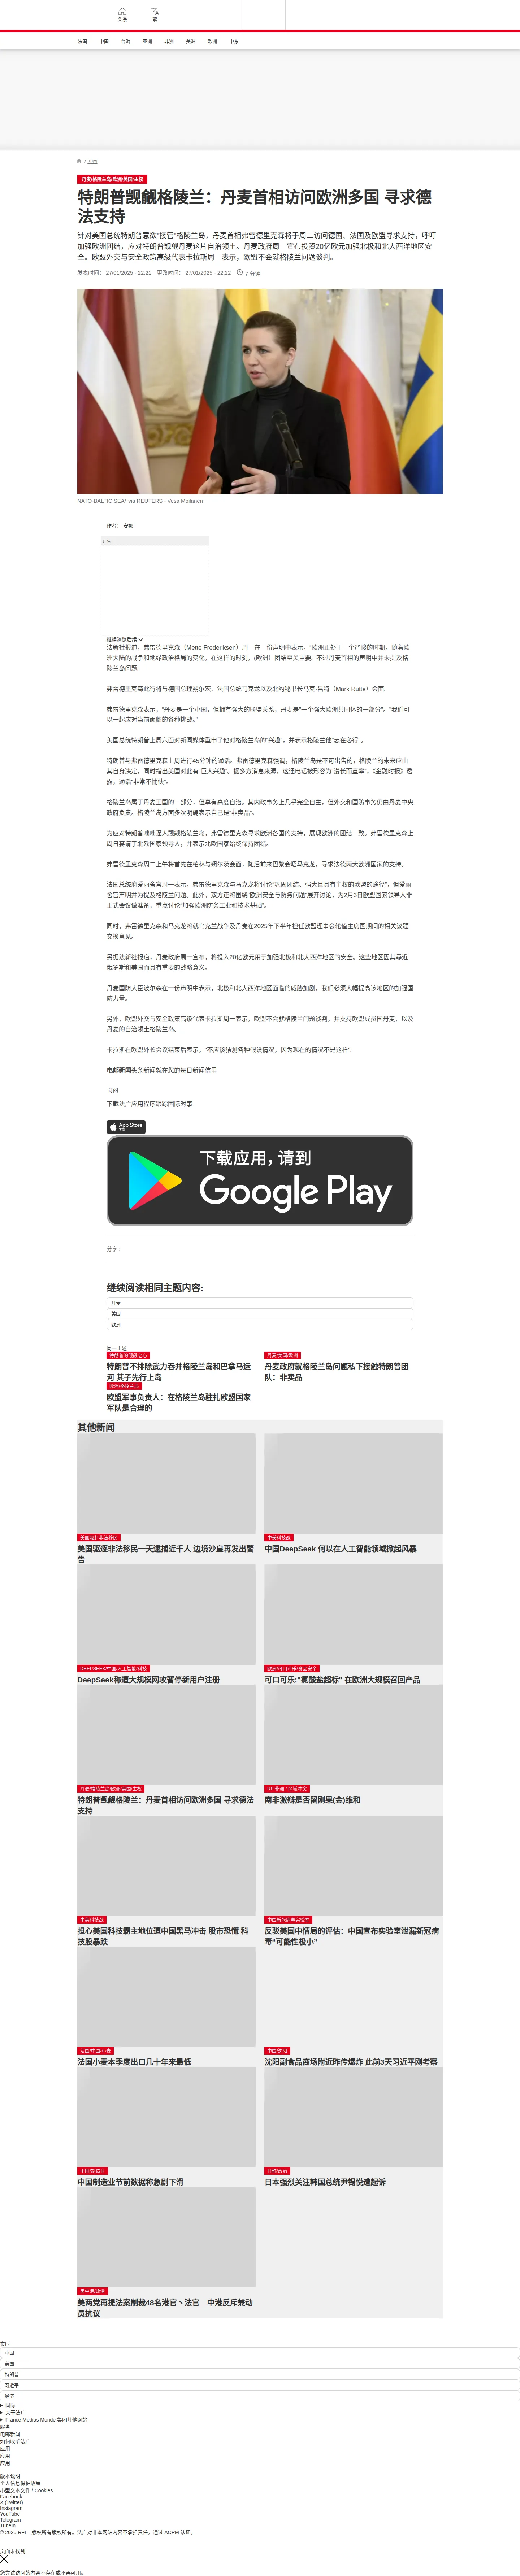 头条
繁
法国
中国
台海
亚洲
非洲
美洲
欧洲
中东
/ 中国
丹麦/格陵兰岛/欧洲/美国/主权
特朗普觊觎格陵兰：丹麦首相访问欧洲多国 寻求德
法支持
针对美国总统特朗普意欲"接管"格陵兰岛，丹麦首相弗雷德里克森将于周二访问德国、法国及欧盟寻求支持，呼吁
加强欧洲团结，应对特朗普觊觎丹麦这片自治领土。丹麦政府周一宣布投资20亿欧元加强北极和北大西洋地区安
全。欧盟外交与安全政策高级代表卡拉斯周一表示，欧盟不会就格陵兰问题谈判。
发表时间： 27/01/2025 - 22:21 更改时间： 27/01/2025 - 22:22 7 分钟
NATO-BALTIC SEA/ via REUTERS - Vesa Moilanen
作者： 安娜
广告
继续浏览后续
法新社报道，弗雷德里克森（Mette Frederiksen）周一在一份声明中表示，"欧洲正处于一个严峻的时期，随着欧
洲大陆的战争和地缘政治格局的变化，在这样的时刻，(欧洲）团结至关重要。"不过丹麦首相的声明中并未提及格
陵兰岛问题。
弗雷德里克森此行将与德国总理朔尔茨、法国总统马克龙以及北约秘书长马克·吕特（Mark Rutte）会面。
弗雷德里克森表示，"丹麦是一个小国，但拥有强大的联盟关系，丹麦是"一个强大欧洲共同体的一部分"。"我们可
以一起应对当前面临的各种挑战。"
美国总统特朗普上周六面对新闻媒体重申了他对格陵兰岛的"兴趣"，并表示格陵兰他"志在必得"。
特朗普与弗雷德里克森上周进行45分钟的通话。弗雷德里克森强调，格陵兰岛是不可出售的，格陵兰的未来应由
其自身决定，同时指出美国对此有"巨大兴趣"。据多方消息来源，这通电话被形容为"漫长而直率"，《金融时报》透
露，通话"非常不愉快"。
格陵兰岛属于丹麦王国的一部分，但享有高度自治。其内政事务上几乎完全自主，但外交和国防事务仍由丹麦中央
政府负责。格陵兰岛方面多次明确表示自己是"非卖品"。
为应对特朗普咄咄逼人觊觎格陵兰岛，弗雷德里克森寻求欧洲各国的支持，展现欧洲的团结一致。弗雷德里克森上
周日宴请了北欧国家领导人，并表示北欧国家始终保持团结。
弗雷德里克森周二上午将首先在柏林与朔尔茨会面，随后前来巴黎会晤马克龙，寻求法德两大欧洲国家的支持。
法国总统府爱丽舍宫周一表示，弗雷德里克森与马克龙将讨论"巩固团结、强大且具有主权的欧盟的途径"，但爱丽
舍宫声明并为提及格陵兰问题。此外，双方还将围绕"欧洲安全与防务问题"展开讨论，为2月3日欧盟国家领导人非
正式会议做准备，重点讨论"加强欧洲防务工业和技术基础"。
同时，弗雷德里克森和马克龙将就乌克兰战争及丹麦在2025年下半年担任欧盟理事会轮值主席国期间的相关议题
交换意见。
另据法新社报道，丹麦政府周一宣布，将投入20亿欧元用于加强北极和北大西洋地区的安全。这些地区因其靠近
俄罗斯和美国而具有重要的战略意义。
丹麦国防大臣波尔森在一份声明中表示，北极和北大西洋地区面临的威胁加剧，我们必须大幅提高该地区的加强国
防力量。
另外，欧盟外交与安全政策高级代表卡拉斯周一表示，欧盟不会就格陵兰问题谈判。并支持欧盟成员国丹麦，以及
丹麦的自治领土格陵兰岛。
卡拉斯在欧盟外长会议结束后表示，"不应该猜测各种假设情况，因为现在的情况不是这样"。
电邮新闻头条新闻就在您的每日新闻信里
订阅
下载法广应用程序跟踪国际时事
App Store
下载
下载应用，请到
Google Play
分享：
继续阅读相同主题内容:
丹麦
美国
欧洲
同一主题
特朗普的觊觎之心
特朗普不排除武力吞并格陵兰岛和巴拿马运
河 其子先行上岛
丹麦/美国/欧洲
丹麦政府就格陵兰岛问题私下接触特朗普团
队：非卖品
欧洲/格陵兰岛
欧盟军事负责人：在格陵兰岛驻扎欧盟国家
军队是合理的
其他新闻
美国驱赶非法移民
美国驱逐非法移民一天逮捕近千人 边境沙皇再发出警
告
中美科技战
中国DeepSeek 何以在人工智能领域掀起风暴
DEEPSEEK/中国/人工智能/科技
DeepSeek称遭大规模网攻暂停新用户注册
欧洲/可口可乐/食品安全
可口可乐:"氯酸盐超标" 在欧洲大规模召回产品
丹麦/格陵兰岛/欧洲/美国/主权
特朗普觊觎格陵兰：丹麦首相访问欧洲多国 寻求德法
支持
RFI非洲 / 区域冲突
南非激辩是否留刚果(金)维和
中美科技战
担心美国科技霸主地位遭中国黑马冲击 股市恐慌 科
技股暴跌
中国新冠病毒实验室
反驳美国中情局的评估：中国宣布实验室泄漏新冠病
毒"可能性极小"
法国/中国/小麦
法国小麦本季度出口几十年来最低
中国/沈阳
沈阳副食品商场附近昨传爆炸 此前3天习近平刚考察
中国/制造业
中国制造业节前数据称急剧下滑
日韩/政治
日本强烈关注韩国总统尹锡悦遭起诉
美中港/政治
美两党再提法案制裁48名港官丶法官 中港反斥兼动
员抗议
实时
中国
美国
特朗普
习近平
经济
国际
关于法广
France Médias Monde 集团其他网站
服务
电邮新闻
如何收听法广
应用
应用
应用
版本说明
个人信息保护政策
小型文本文件 / Cookies
Facebook
X (Twitter)
Instagram
YouTube
Telegram
TuneIn
© 2025 RFI – 版权所有版权所有。法广对非本网站内容不承担责任。通过 ACPM 认证。
页面未找到
您尝试访问的内容不存在或不再可用。